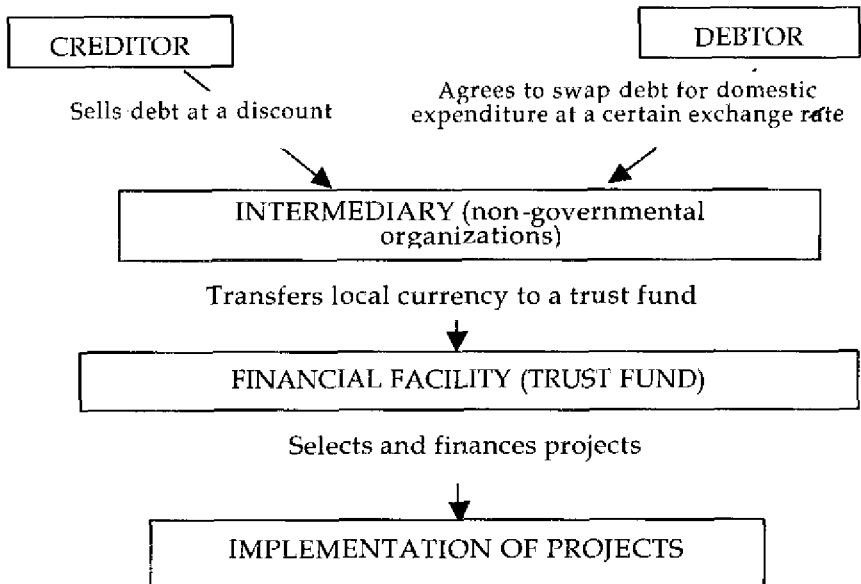 CREDITOR
DEBTOR
Sells debt at a discount
Agrees to swap debt for domestic
expenditure at a certain exchange rate
INTERMEDIARY (non-governmental
organizations)
Transfers local currency to a trust fund
FINANCIAL FACILITY (TRUST FUND)
Selects and finances projects
IMPLEMENTATION OF PROJECTS